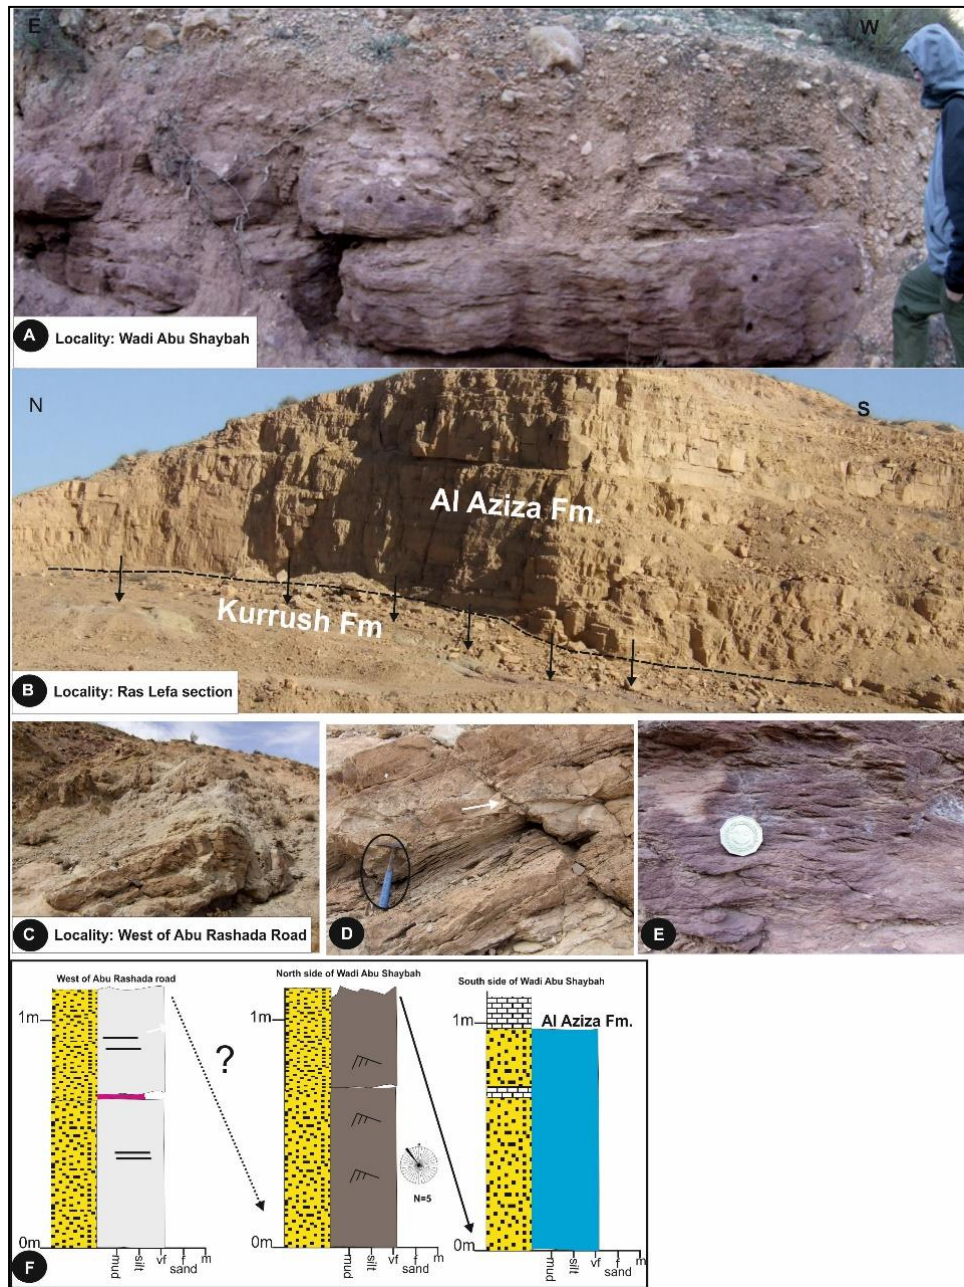 E
W
A Locality: Wadi Abu Shaybah
N
S
Al Aziza Fm.
Kurrush Fm
B Locality: Ras Lefa section
C Locality: West of Abu Rashada Road
D
E
West of Abu Rashada road
North side of Wadi Abu Shaybah
South side of Wadi Abu Shaybah
1m
1m
1m
Al Aziza Fm.
?
N=5
0m
0m
0m
mud
silt
vf
f
m
sand
mud
silt
vf
f
m
sand
mud
silt
vf
f
m
sand
F